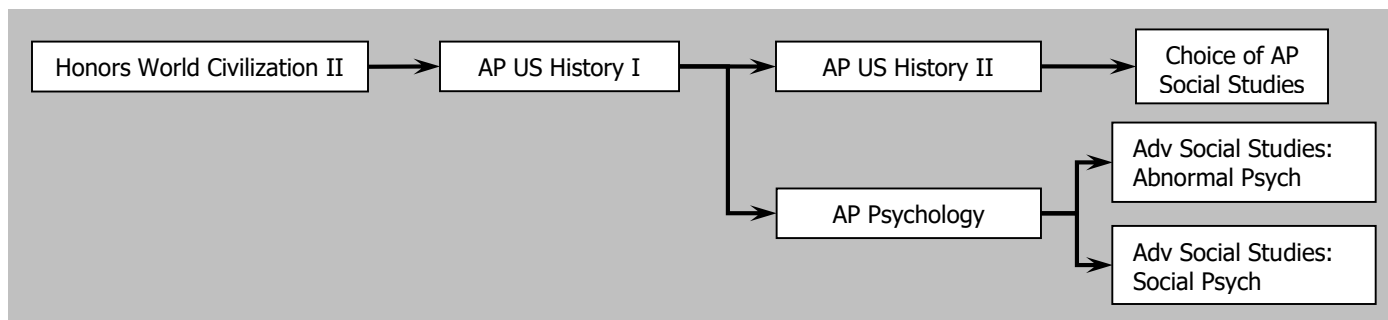 Honors World Civilization II
AP US History I
AP US History II
Choice of AP
Social Studies
AP Psychology
Adv Social Studies:
Abnormal Psych
Adv Social Studies:
Social Psych